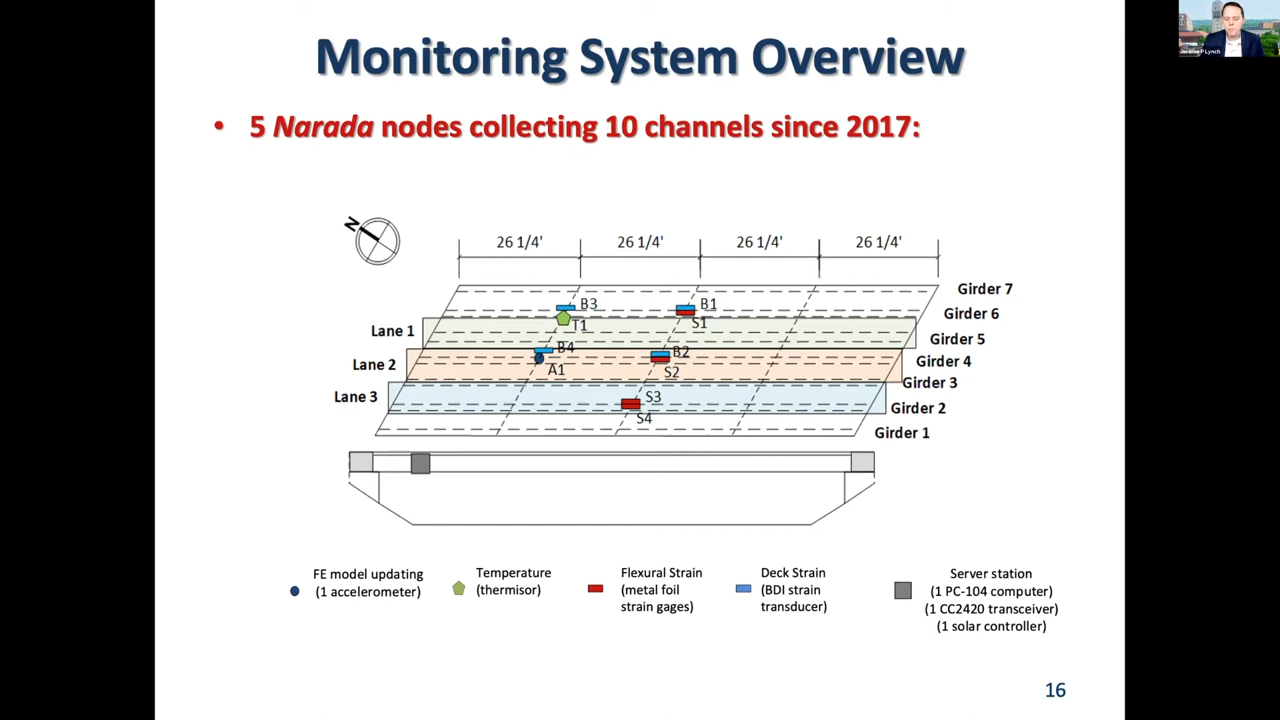 Monitoring System Overview
Jerome P Lynch
• 5 Narada nodes collecting 10 channels since 2017:
N
26 1/4' 26 1/4' 26 1/4' 26 1/4'
Girder 7
B3 B1 Girder 6
T1 S1
Lane 1 Girder 5
B4 B2 Girder 4
Lane 2 A1 S2
Girder 3
Lane 3 S3 Girder 2
S4
Girder 1
FE model updating
(1 accelerometer)
Temperature
(thermisor)
Flexural Strain
(metal foil
strain gages)
Deck Strain
(BDI strain
transducer)
Server station
(1 PC-104 computer)
(1 CC2420 transceiver)
(1 solar controller)
16